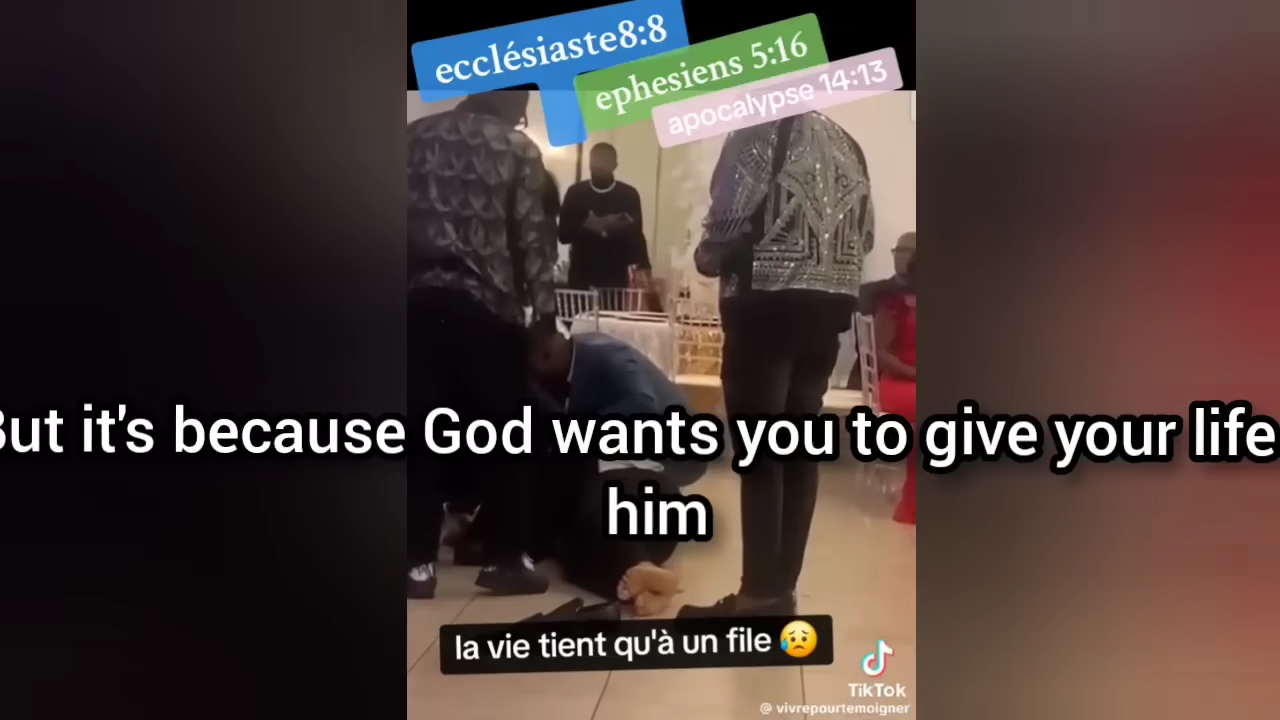 ecclésiaste8:8
ephesiens 5:16
apocalypse 14:13
But it's because God wants you to give your life
him
la vie tient qu'à un file 😥
TikTok
@ vivrepourtemoigner